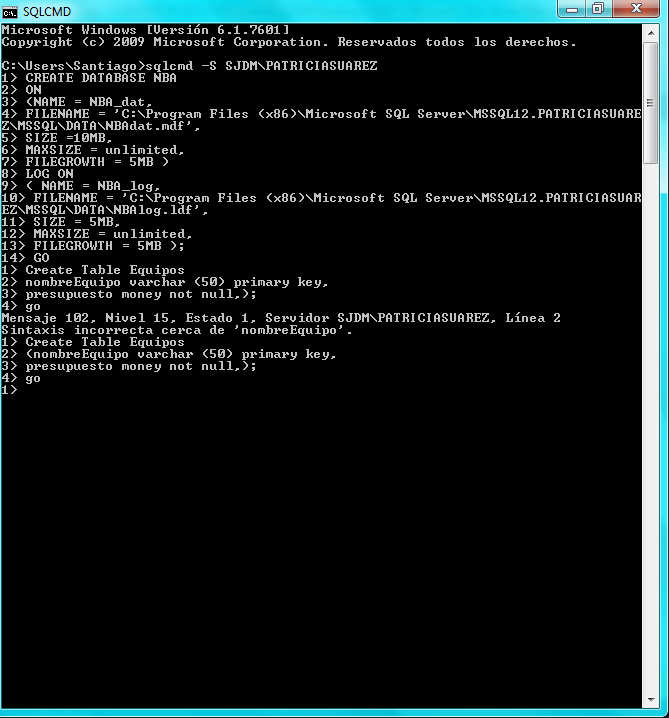 SQLCMD
Microsoft Windows [Versión 6.1.7601]
Copyright (c) 2009 Microsoft Corporation. Reservados todos los derechos.
C:\Users\Santiago>sqlcmd -S SJDM\PATRICIASUAREZ
1> CREATE DATABASE NBA
2> ON
3> (NAME = NBA_dat,
4> FILENAME = 'C:\Program Files (x86)\Microsoft SQL Server\MSSQL12.PATRICIASUARE
Z\MSSQL\DATA\NBAdat.mdf',
5> SIZE =10MB,
6> MAXSIZE = unlimited,
7> FILEGROWTH = 5MB )
8> LOG ON
9> ( NAME = NBA_log,
10> FILENAME = 'C:\Program Files (x86)\Microsoft SQL Server\MSSQL12.PATRICIASUAR
EZ\MSSQL\DATA\NBAlog.ldf',
11> SIZE = 5MB,
12> MAXSIZE = unlimited,
13> FILEGROWTH = 5MB );
14> GO
1> Create Table Equipos
2> nombreEquipo varchar (50) primary key,
3> presupuesto money not null,);
4> go
Mensaje 102, Nivel 15, Estado 1, Servidor SJDM\PATRICIASUAREZ, Línea 2
Sintaxis incorrecta cerca de 'nombreEquipo'.
1> Create Table Equipos
2> (nombreEquipo varchar (50) primary key,
3> presupuesto money not null,);
4> go
1>